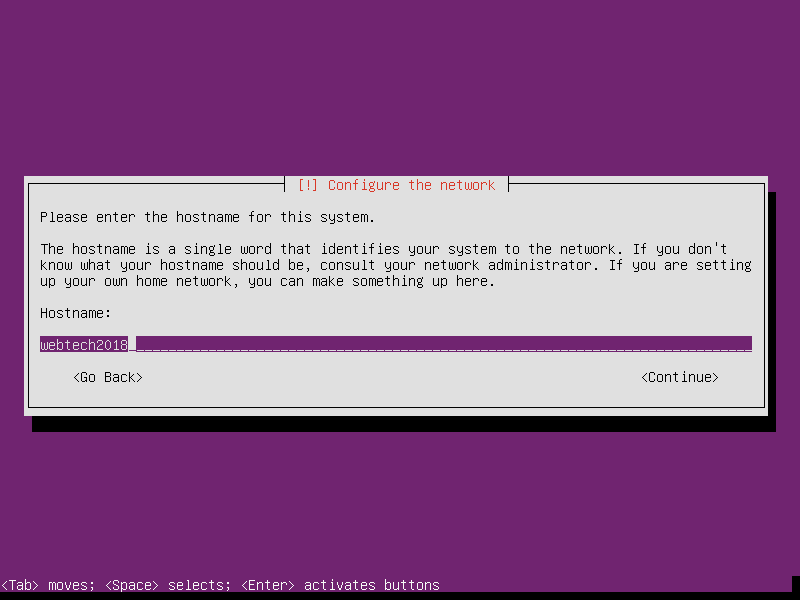 [!] Configure the network
Please enter the hostname for this system.
The hostname is a single word that identifies your system to the network. If you don't
know what your hostname should be, consult your network administrator. If you are setting
up your own home network, you can make something up here.
Hostname:
webtech2018
<Go Back> <Continue>
<Tab> moves; <Space> selects; <Enter> activates buttons